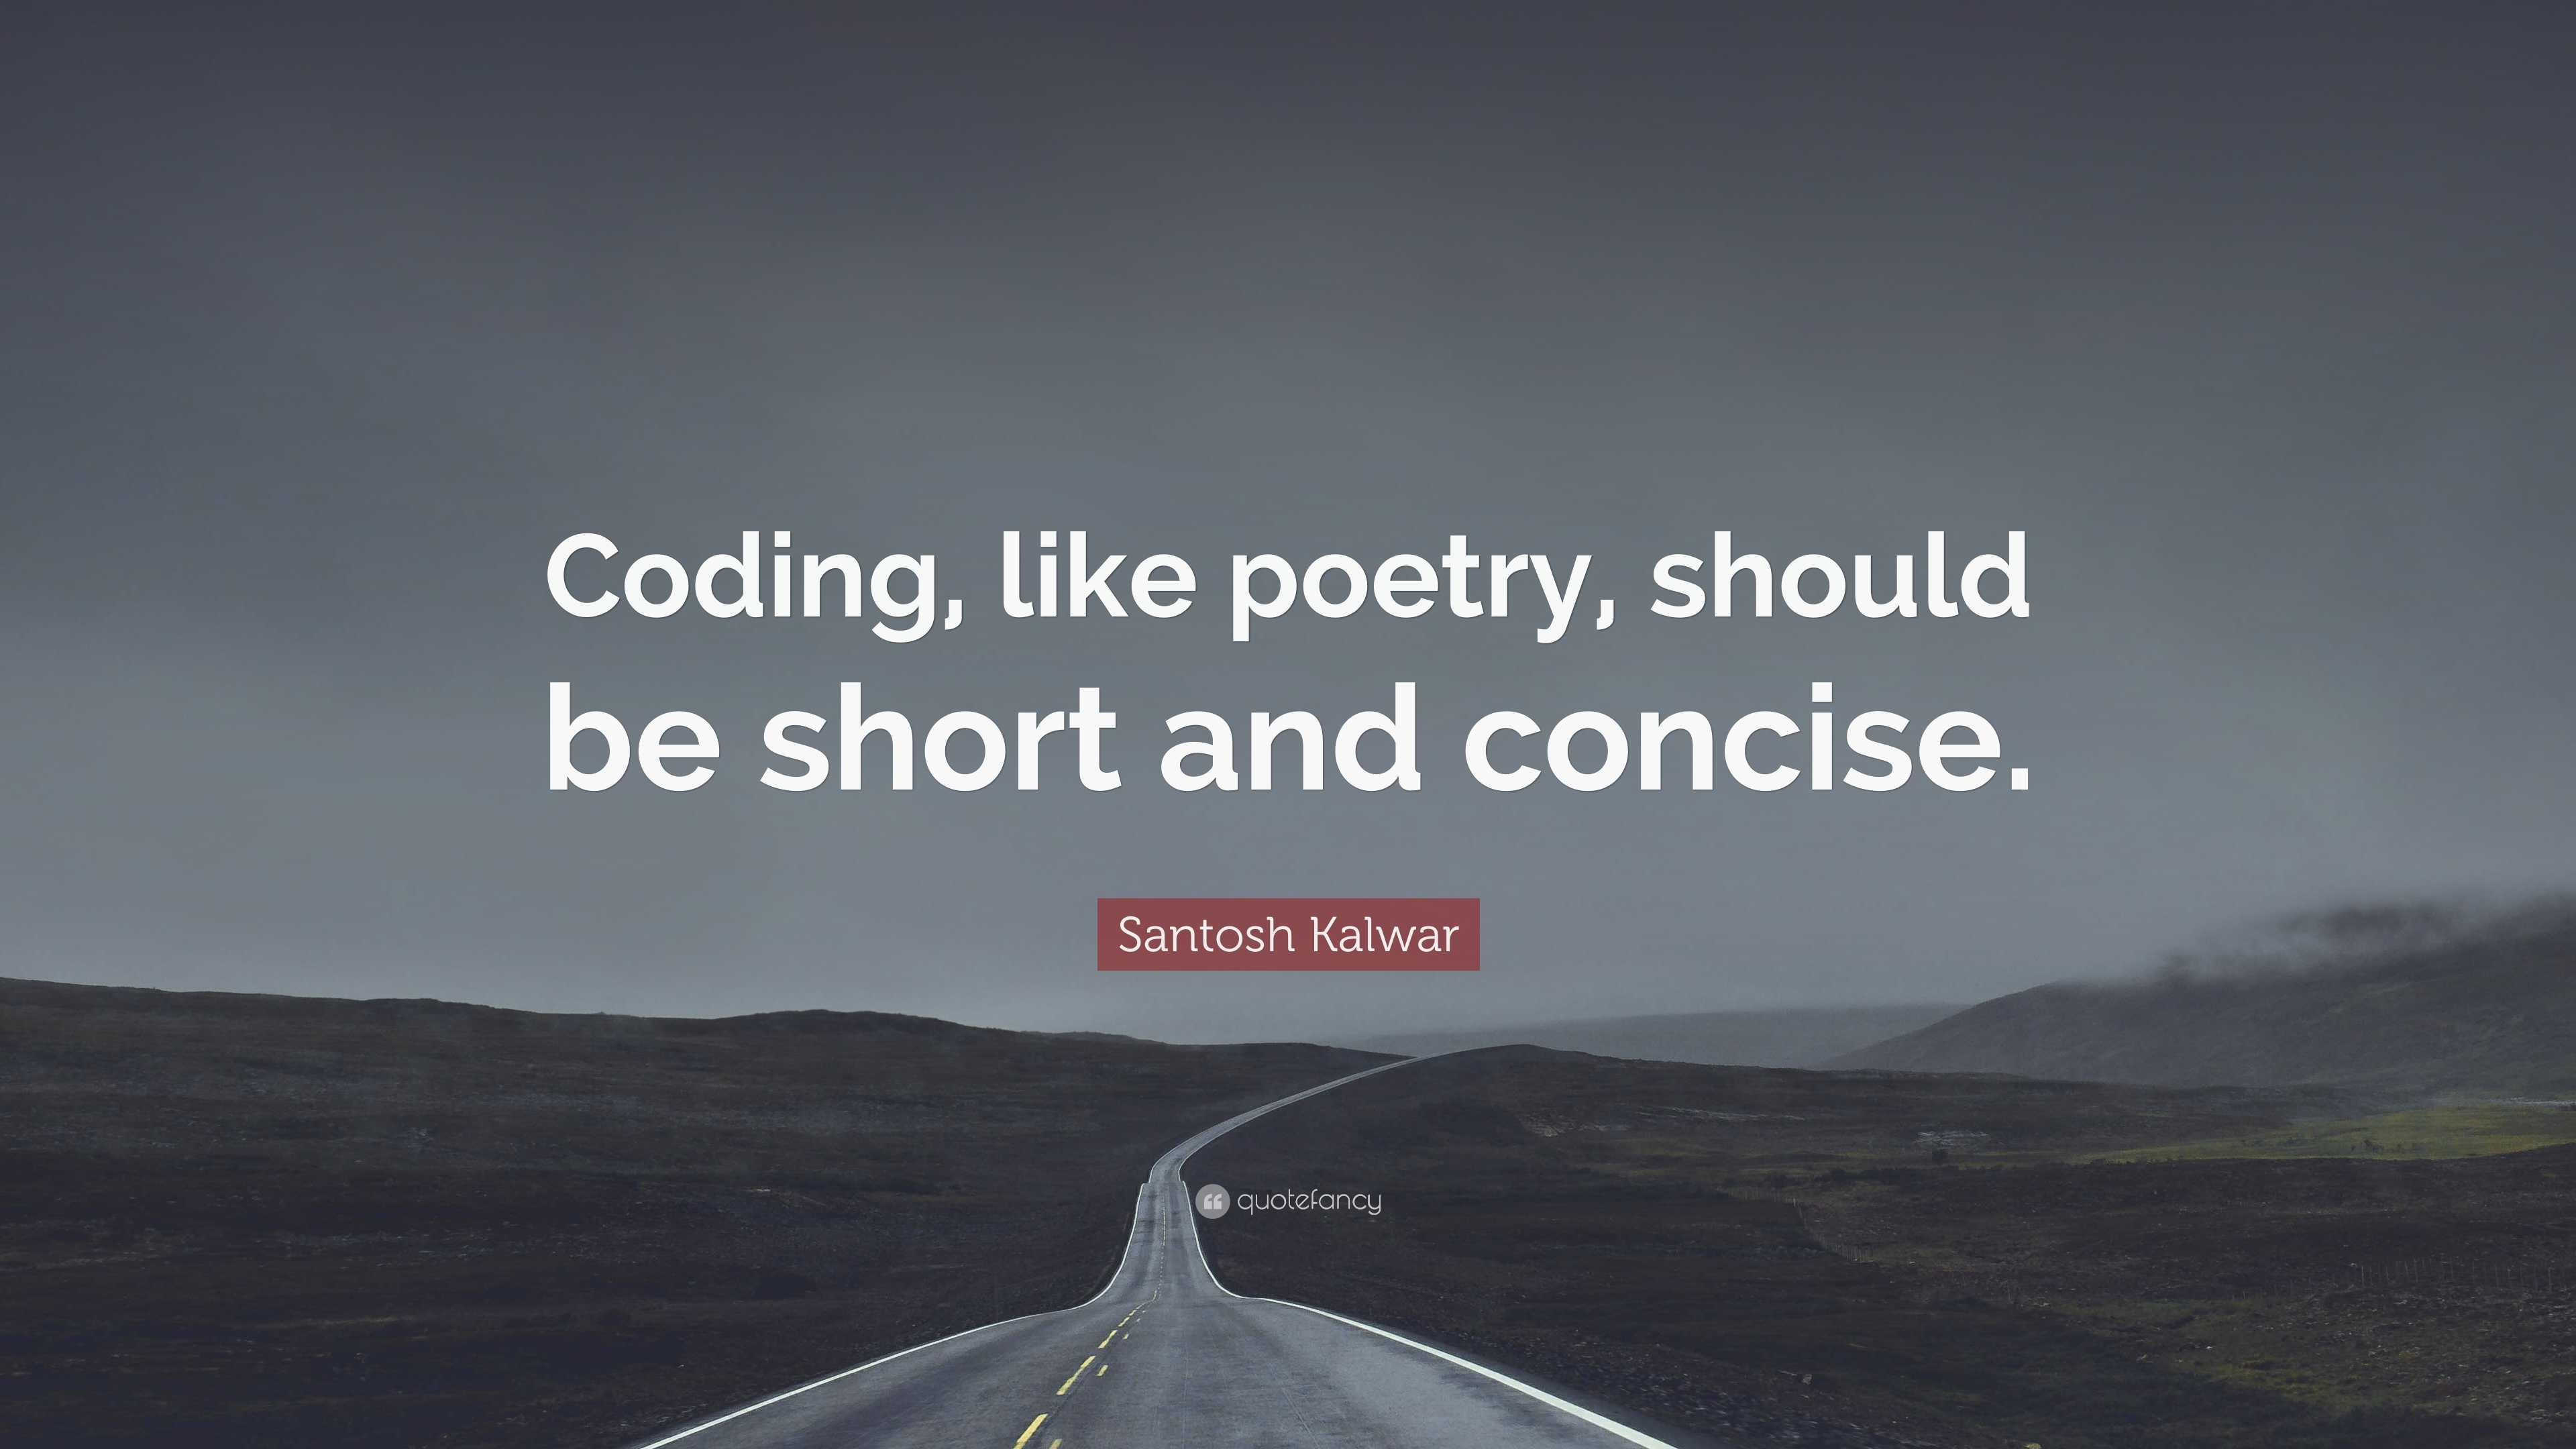 Coding, like poetry, should
be short and concise.
Santosh Kalwar
quotefancy